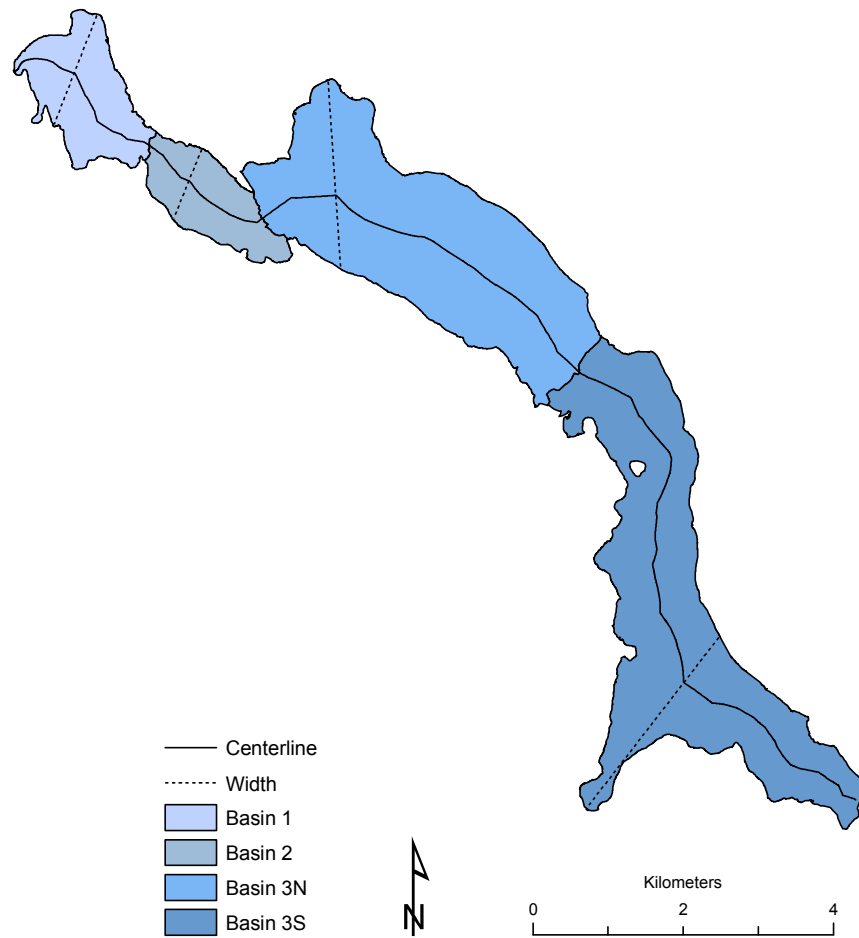 Centerline
Width
Basin 1
Basin 2
Basin 3N
Basin 3S
N
Kilometers
0 2 4